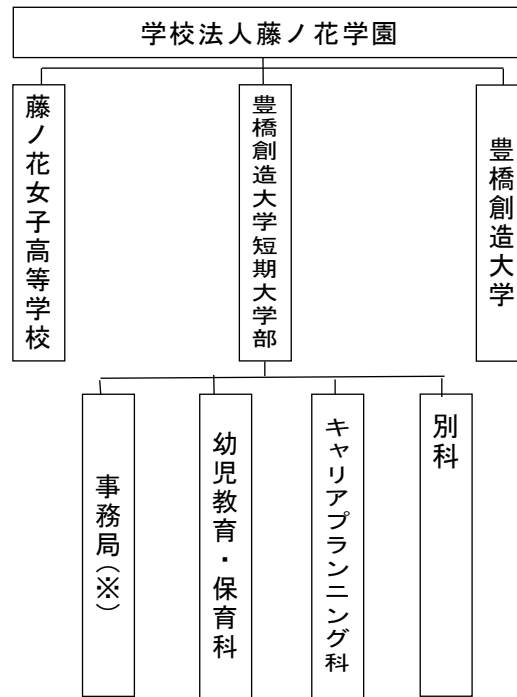 学校法人藤ノ花学園
藤ノ花女子高等学校
豊橋創造大学短期大学部
豊橋創造大学
事務局(※)
幼児教育・保育科
キャリアプランニング科
別科